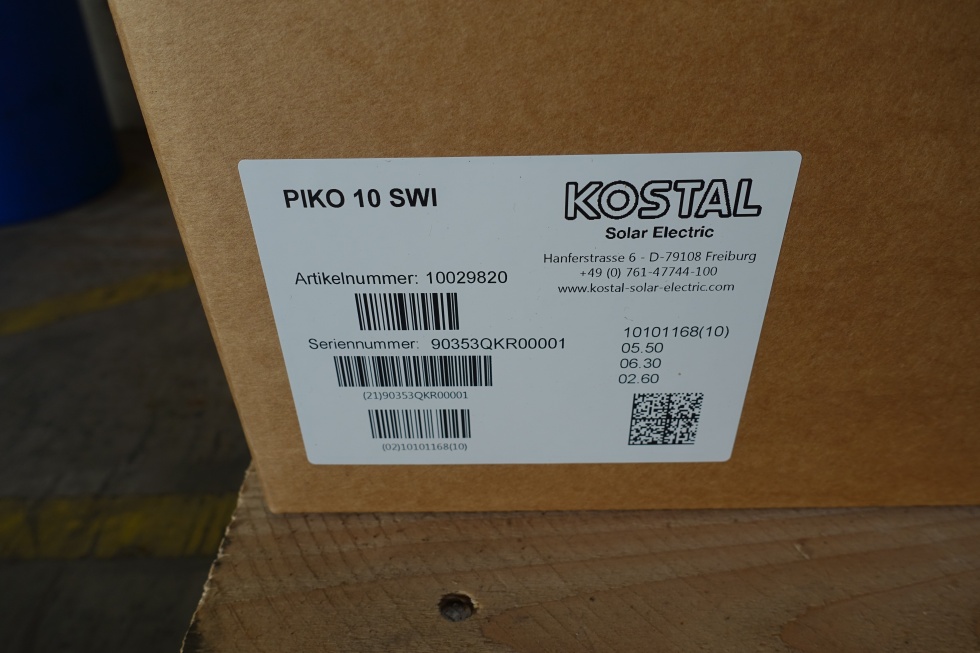 PIKO 10 SWI
KOSTAL
Solar Electric
Hanferstrasse 6 - D-79108 Freiburg
+49 (0) 761-47744-100
www.kostal-solar-electric.com
Artikelnummer: 10029820
Seriennummer: 90353QKR00001
(21)90353QKR00001
(02)10101168(10)
10101168(10)
05.50
06.30
02.60